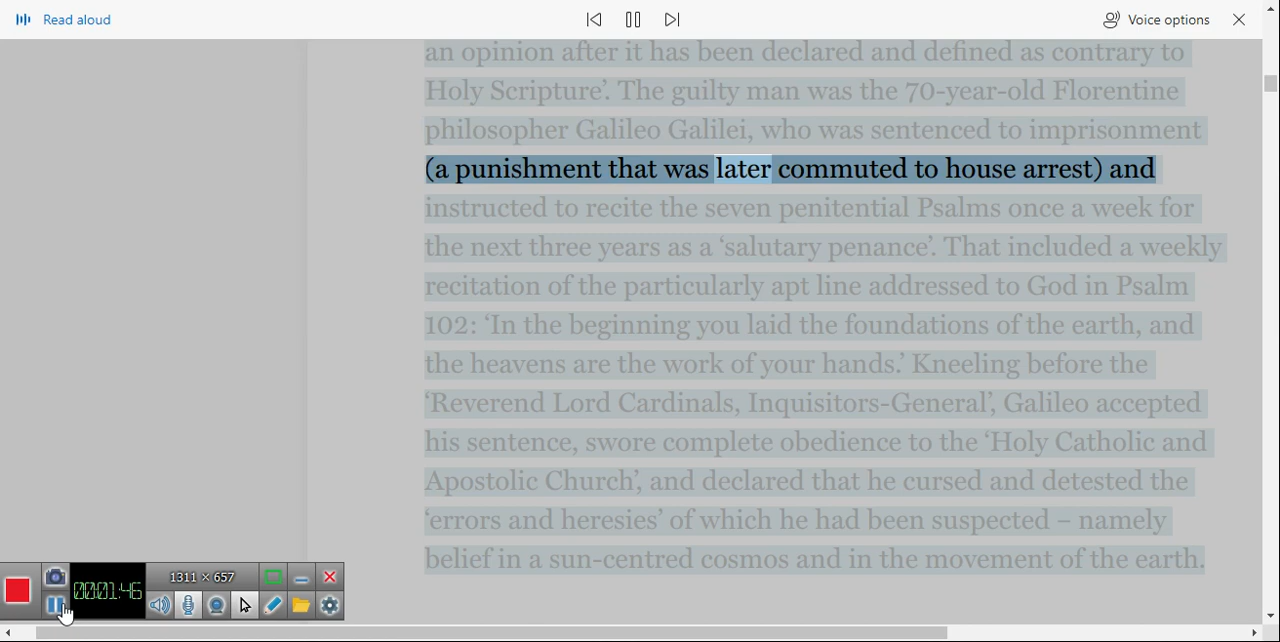 Read aloud
Voice options
an opinion after it has been declared and defined as contrary to
Holy Scripture’. The guilty man was the 70-year-old Florentine
philosopher Galileo Galilei, who was sentenced to imprisonment
(a punishment that was later commuted to house arrest) and
instructed to recite the seven penitential Psalms once a week for
the next three years as a ‘salutary penance’. That included a weekly
recitation of the particularly apt line addressed to God in Psalm
102: ‘In the beginning you laid the foundations of the earth, and
the heavens are the work of your hands.’ Kneeling before the
‘Reverend Lord Cardinals, Inquisitors-General’, Galileo accepted
his sentence, swore complete obedience to the ‘Holy Catholic and
Apostolic Church’, and declared that he cursed and detested the
‘errors and heresies’ of which he had been suspected – namely
belief in a sun-centred cosmos and in the movement of the earth.
1311 × 657
00:01:46